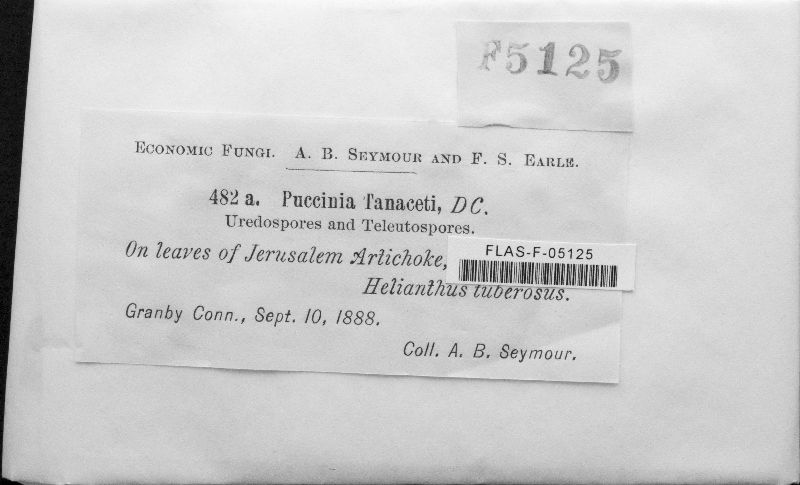 F5125
Economic Fungi. A. B. Seymour and F. S. Earle.
482 a. Puccinia Tanaceti, DC.
Uredospores and Teleutospores.
On leaves of Jerusalem Artichoke,
FLAS-F-05125
Helianthus tuberosus.
Granby Conn., Sept. 10, 1888.
Coll. A. B. Seymour.